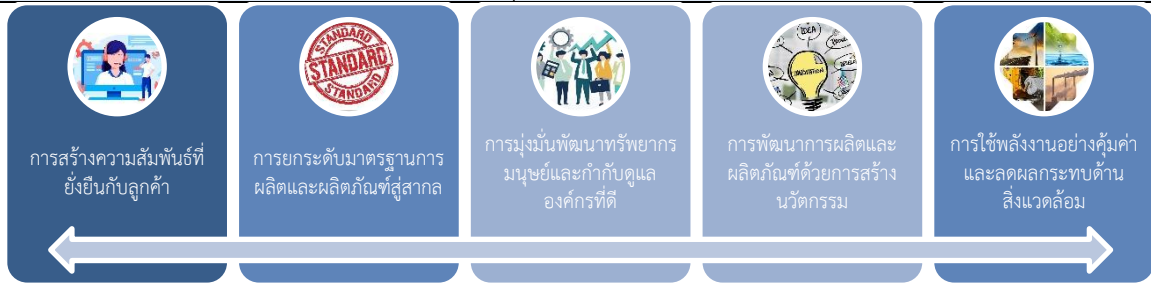 การสร้างความสัมพันธ์ที่
ยั่งยืนกับลูกค้า
STANDARD
STANDARD
STANDARD
การยกระดับมาตรฐานการ
ผลิตและผลิตภัณฑ์สู่สากล
การมุ่งมั่นพัฒนาทรัพยากร
มนุษย์และกำกับดูแล
องค์กรที่ดี
IDEA
INNOVATION
การพัฒนาการผลิตและ
ผลิตภัณฑ์ด้วยการสร้าง
นวัตกรรม
การใช้พลังงานอย่างคุ้มค่า
และลดผลกระทบด้าน
สิ่งแวดล้อม